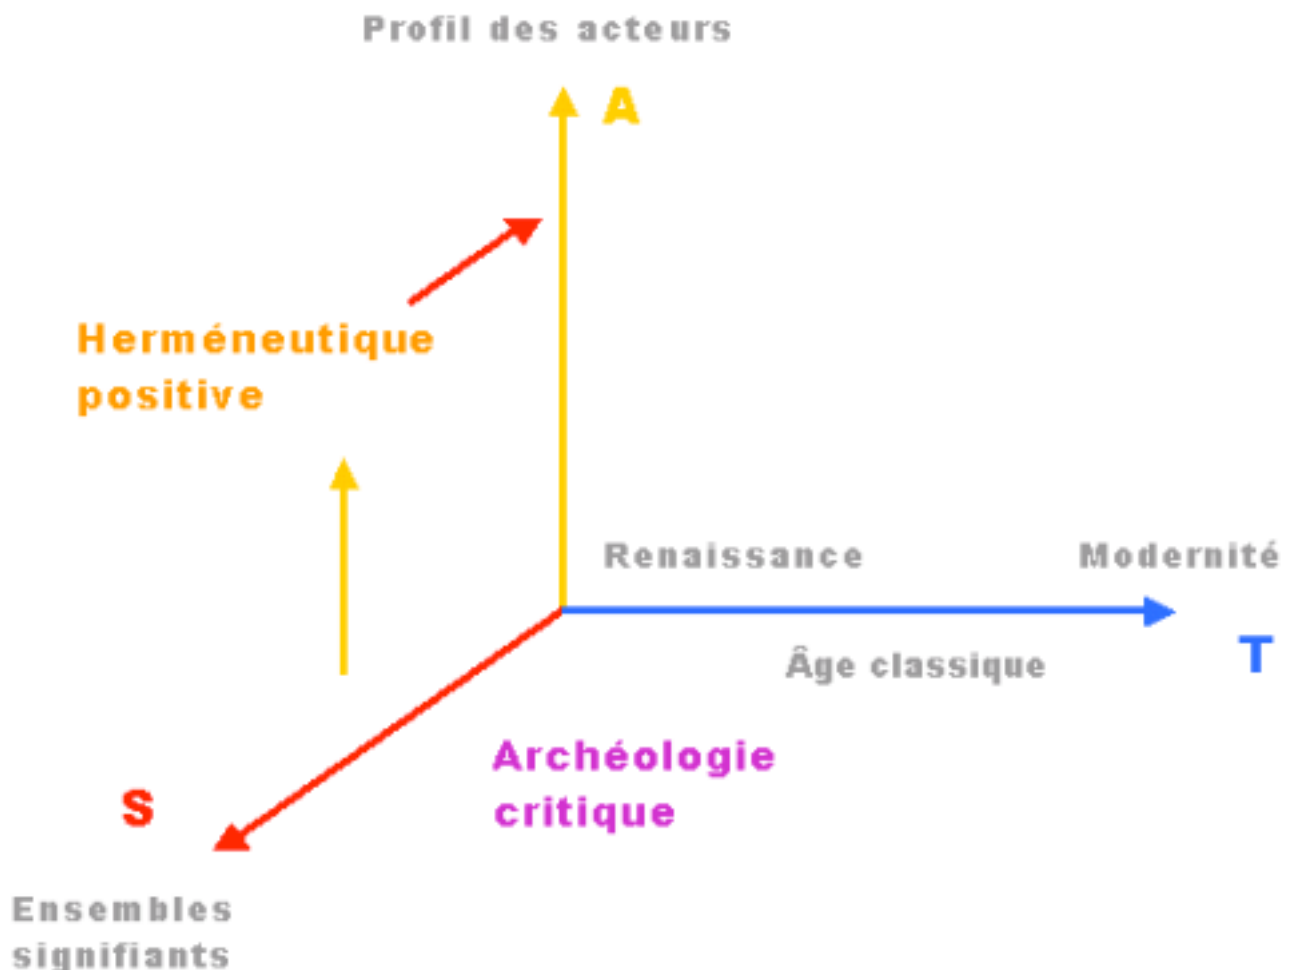 Profil des acteurs
A
Herméneutique
positive
Renaissance
Modernité
Âge classique
T
Archéologie
critique
S
Ensembles
signifiants